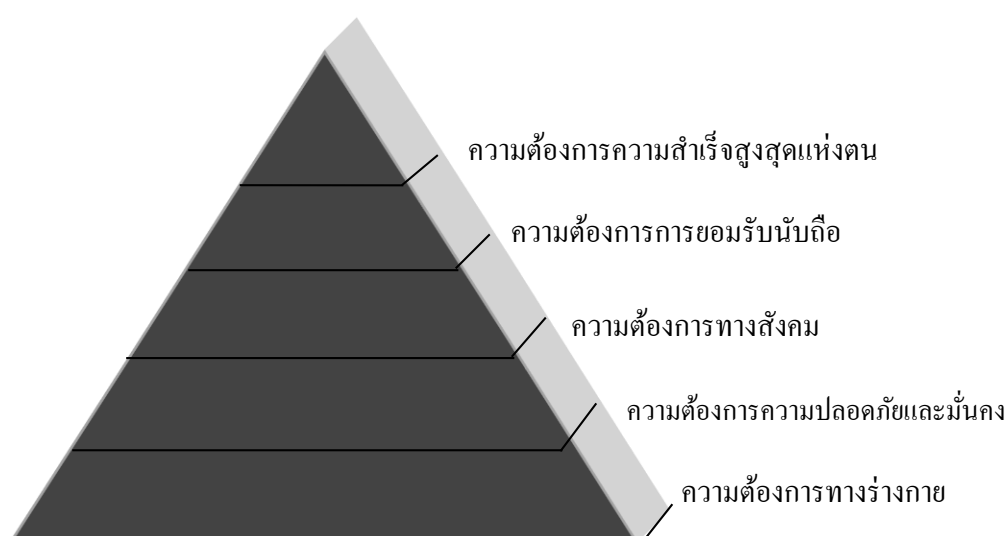 ความต้องการความสำเร็จสูงสุดแห่งตน
ความต้องการการยอมรับนับถือ
ความต้องการทางสังคม
ความต้องการความปลอดภัยและมั่นคง
ความต้องการทางร่างกาย